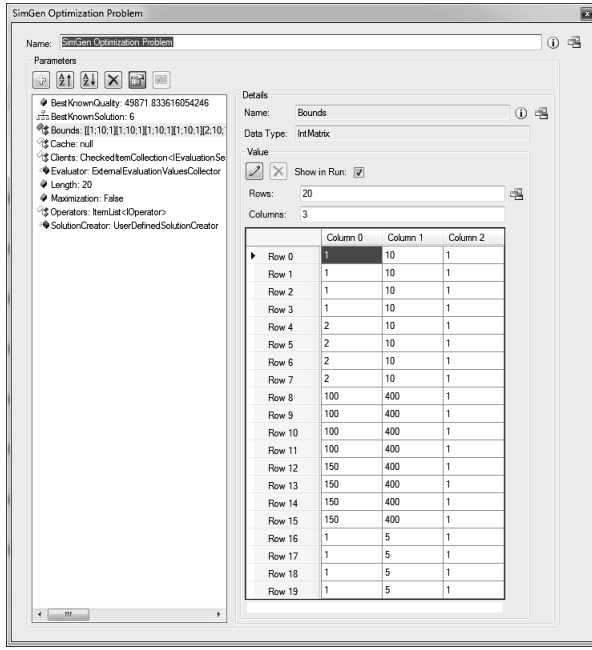 SimGen Optimization Problem
Name: SimGen Optimization Problem
Parameters
BestKnownQuality: 49871.833616054246
BestKnownSolution: 6
Bounds: [[1;10;1][1;10;1][1;10;1][1;10;1][2;10;
Cache: null
Clients: CheckedItemCollection<IEvaluationSe
Evaluator: ExternalEvaluationValuesCollector
Length: 20
Maximization: False
Operators: ItemList<IOperator>
SolutionCreator: UserDefinedSolutionCreator
Details
Name: Bounds
Data Type: IntMatrix
Value
Show in Run:
Rows: 20
Columns: 3
Column 0 Column 1 Column 2
Row 0 1 10 1
Row 1 1 10 1
Row 2 1 10 1
Row 3 1 10 1
Row 4 2 10 1
Row 5 2 10 1
Row 6 2 10 1
Row 7 2 10 1
Row 8 100 400 1
Row 9 100 400 1
Row 10 100 400 1
Row 11 100 400 1
Row 12 150 400 1
Row 13 150 400 1
Row 14 150 400 1
Row 15 150 400 1
Row 16 1 5 1
Row 17 1 5 1
Row 18 1 5 1
Row 19 1 5 1